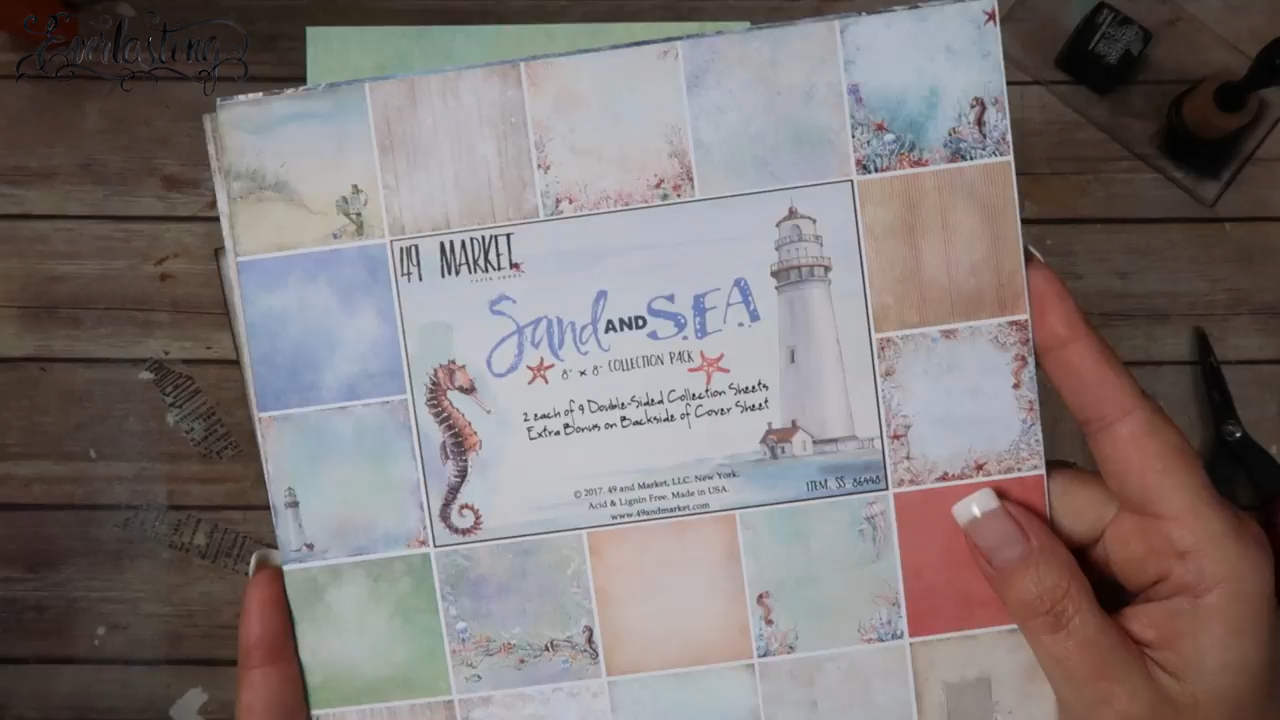 Everlasting
49 MARKET
PAPER GOODS
Sand AND SEA
8" x 8" COLLECTION PACK
2 each of 9 Double-Sided Collection Sheets
Extra Bonus on Backside of Cover Sheet
© 2017. 49 and Market, LLC. New York.
Acid & Lignin Free. Made in USA.
www.49andmarket.com
ITEM. SS-86448